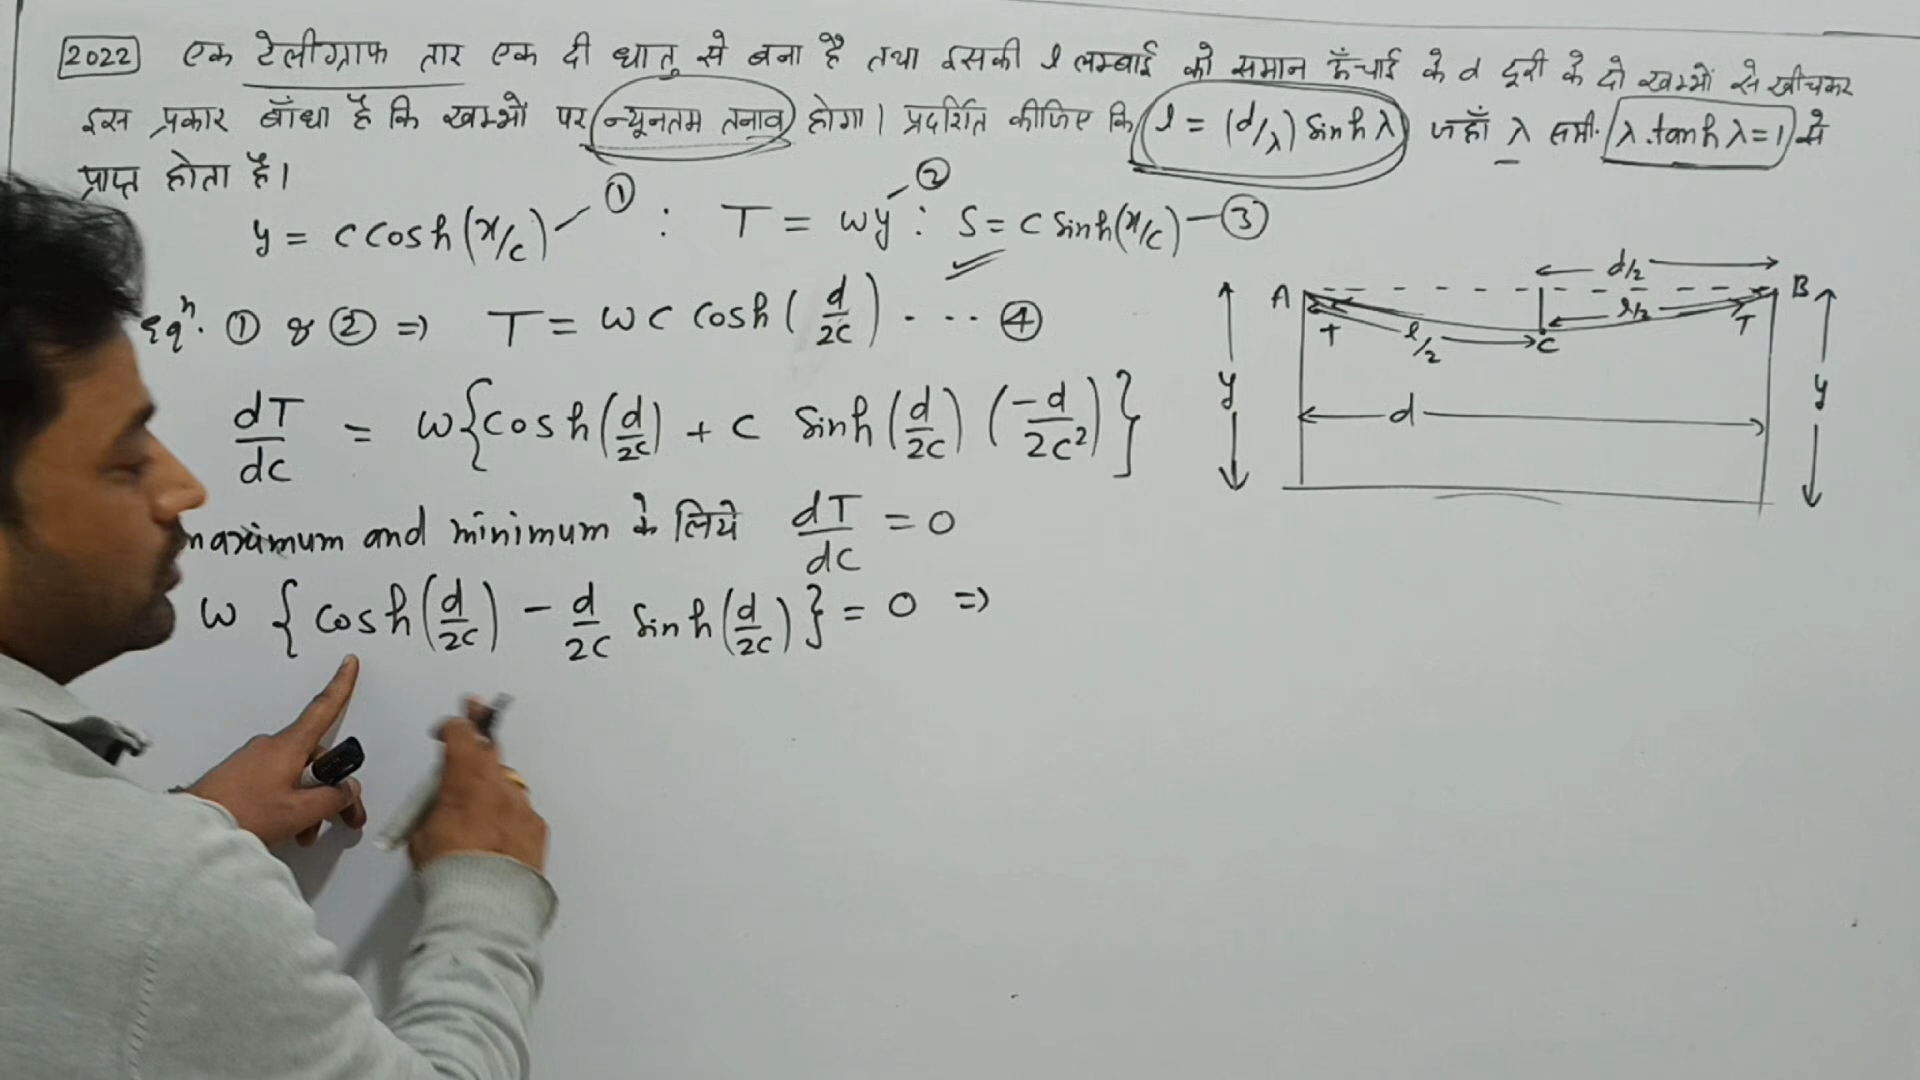 2022 एक टेलीग्राफ तार एक ही धातु से बना है तथा इसकी l लम्बाई को समान ऊँचाई के d दूरी के दो खम्भों से खींचकर
इस प्रकार बाँधा है कि खम्भों पर न्यूनतम तनाव होगा। प्रदर्शित कीजिए कि l = (d/λ) Sinh λ जहाँ λ समी. λ.tanh λ=1 से
प्राप्त होता है।
y = c cosh(x/c) — ① : T = wy — ② : S = c Sinh(x/c) — ③
Eqⁿ. ① & ② => T = wc cosh(d/2c) . ... ④
dT/dc = w{cosh(d/2c) + c Sinh(d/2c) (-d/2c²)}
maximum and minimum के लिये dT/dc = 0
w {cosh(d/2c) - d/2c sinh(d/2c)} = 0 =>
d/2
A B
l/2
T l/2 C T
y y
d